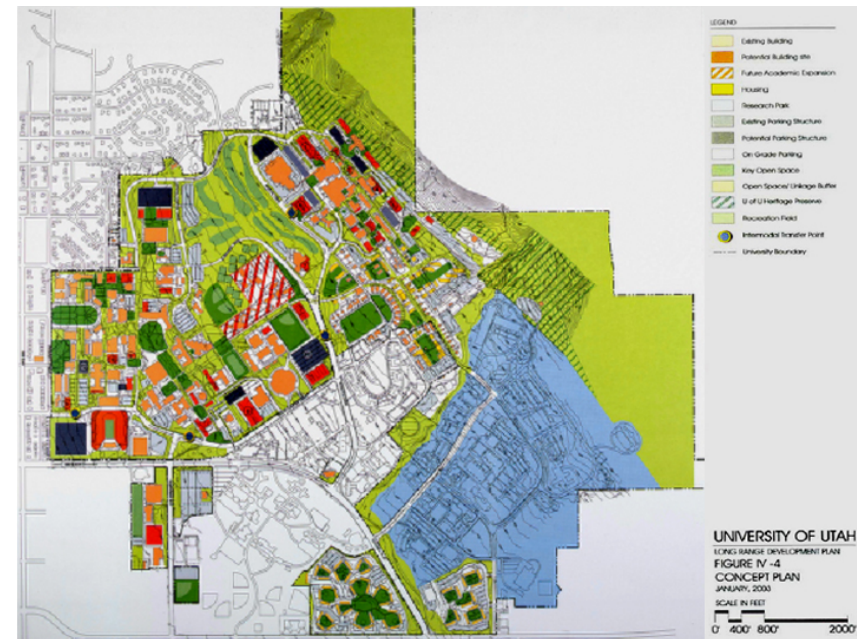 LEGEND
Existing Building
Potential Building site
Future Academic Expansion
Housing
Research Park
Existing Parking Structure
Potential Parking Structure
On Grade Parking
Key Open Space
Open Space/ Linkage Buffer
U of U Heritage Preserve
Recreation Field
Intermodal Transfer Point
University Boundary
UNIVERSITY OF UTAH
LONG RANGE DEVELOPMENT PLAN
FIGURE IV -4
CONCEPT PLAN
JANUARY, 2003
SCALE IN FEET
0' 400' 800' 2000'